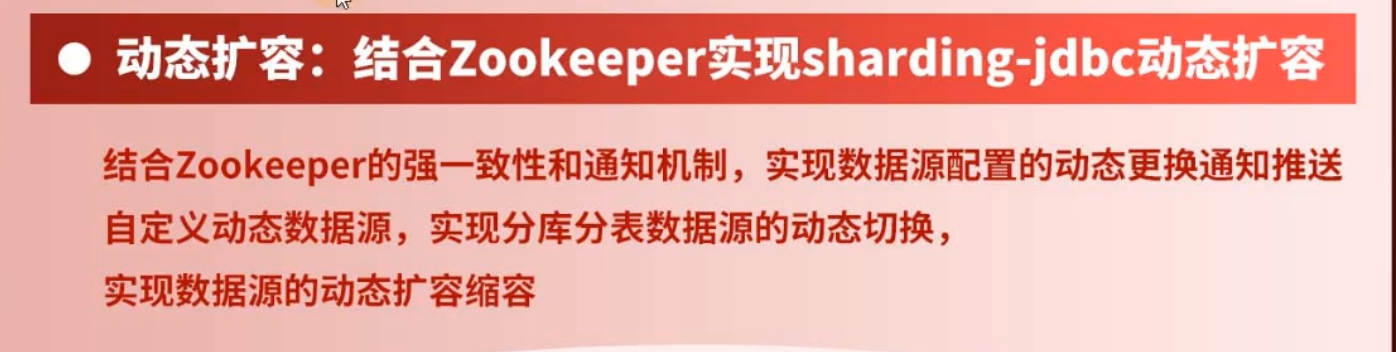 ● 动态扩容：结合Zookeeper实现sharding-jdbc动态扩容
结合Zookeeper的强一致性和通知机制，实现数据源配置的动态更换通知推送
自定义动态数据源，实现分库分表数据源的动态切换，
实现数据源的动态扩容缩容